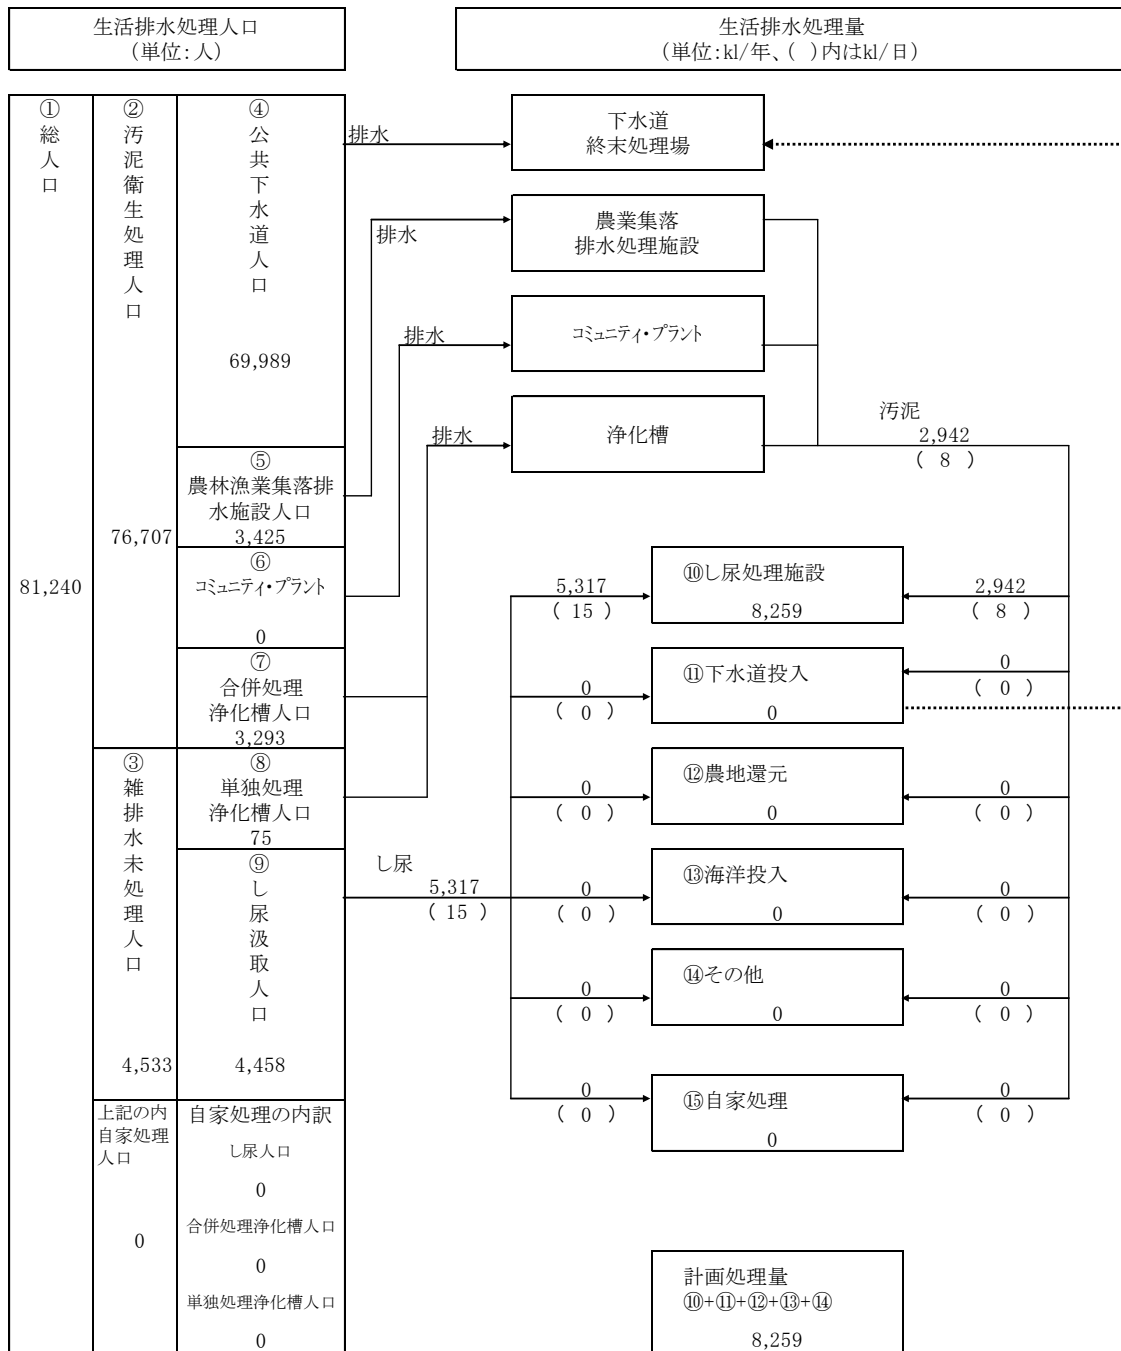 生活排水処理人口
（単位：人）
生活排水処理量
（単位：kl/年、( )内はkl/日）
①
総人口
81,240
②
汚泥衛生処理人口
76,707
③
雑排水未処理人口
4,533
上記の内
自家処理
人口
0
④
公共下水道人口
69,989
⑤
農林漁業集落排
水施設人口
3,425
⑥
コミュニティ・プラント
0
⑦
合併処理
浄化槽人口
3,293
⑧
単独処理
浄化槽人口
75
⑨
し尿汲取人口
4,458
自家処理の内訳
し尿人口
0
合併処理浄化槽人口
0
単独処理浄化槽人口
0
排水
下水道
終末処理場
排水
農業集落
排水処理施設
排水
コミュニティ・プラント
排水
浄化槽
汚泥
2,942
( 8 )
し尿
5,317
( 15 )
5,317
( 15 )
⑩し尿処理施設
8,259
2,942
( 8 )
0
( 0 )
⑪下水道投入
0
0
( 0 )
0
( 0 )
⑫農地還元
0
0
( 0 )
0
( 0 )
⑬海洋投入
0
0
( 0 )
0
( 0 )
⑭その他
0
0
( 0 )
0
( 0 )
⑮自家処理
0
0
( 0 )
計画処理量
⑩+⑪+⑫+⑬+⑭
8,259